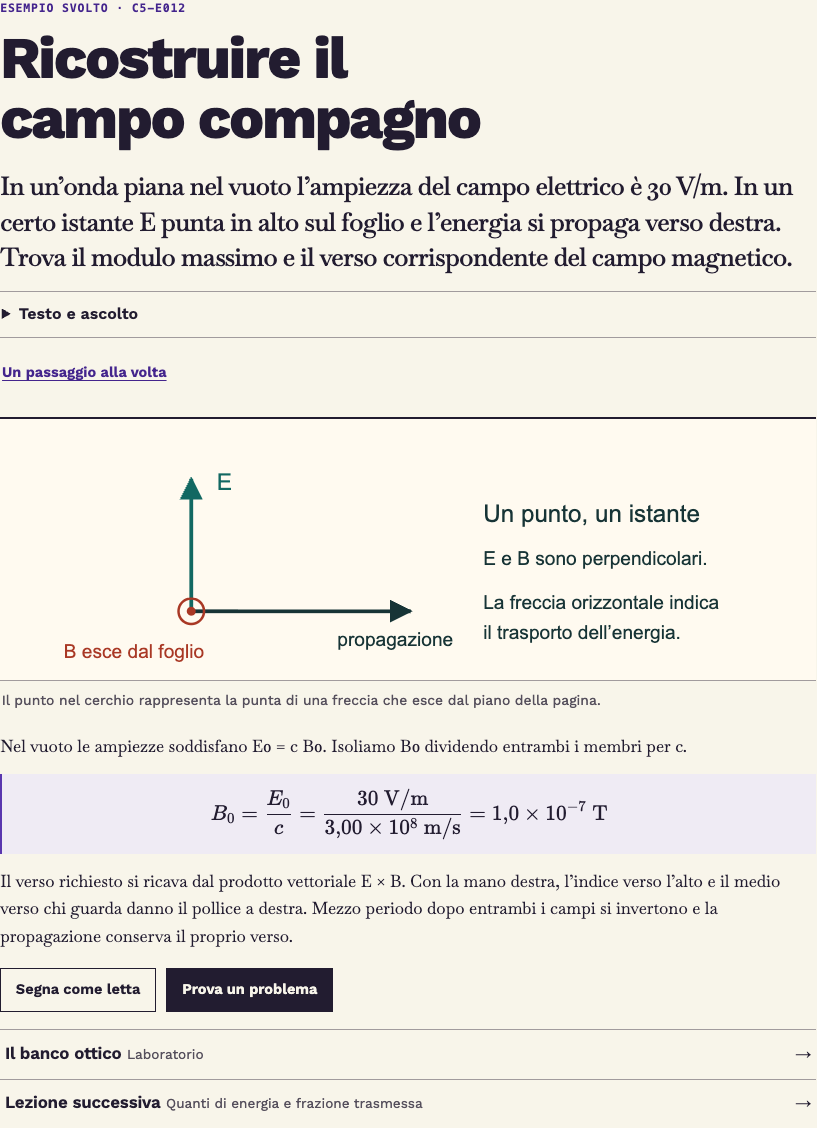 ESEMPIO SVOLTO · C5–E012
Ricostruire il
campo compagno
In un’onda piana nel vuoto l’ampiezza del campo elettrico è 30 V/m. In un
certo istante E punta in alto sul foglio e l’energia si propaga verso destra.
Trova il modulo massimo e il verso corrispondente del campo magnetico.
▶ Testo e ascolto
Un passaggio alla volta
E
B esce dal foglio
propagazione
Un punto, un istante
E e B sono perpendicolari.
La freccia orizzontale indica
il trasporto dell’energia.
Il punto nel cerchio rappresenta la punta di una freccia che esce dal piano della pagina.
Nel vuoto le ampiezze soddisfano E₀ = c B₀. Isoliamo B₀ dividendo entrambi i membri per c.
B₀ = E₀/c = (30 V/m)/(3,00 × 10⁸ m/s) = 1,0 × 10⁻⁷ T
Il verso richiesto si ricava dal prodotto vettoriale E × B. Con la mano destra, l’indice verso l’alto e il medio
verso chi guarda danno il pollice a destra. Mezzo periodo dopo entrambi i campi si invertono e la
propagazione conserva il proprio verso.
Segna come letta
Prova un problema
Il banco ottico Laboratorio →
Lezione successiva Quanti di energia e frazione trasmessa →